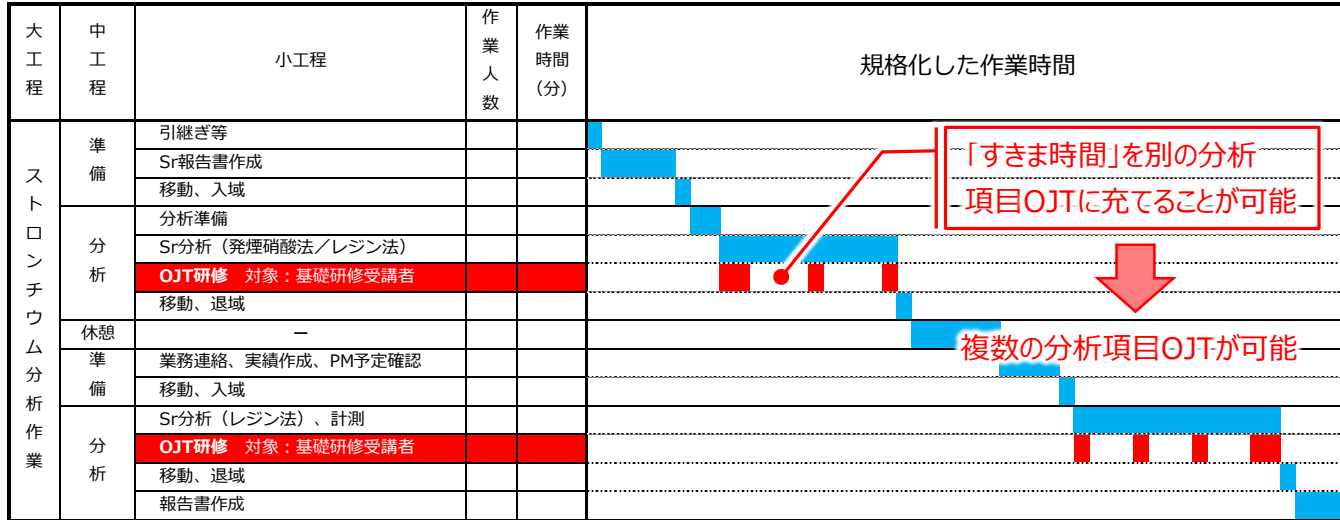 大工程
中工程
小工程
作業人数
作業時間（分）
規格化した作業時間
ストロンチウム分析作業
準備
引継ぎ等
Sr報告書作成
移動、入域
分析
分析準備
Sr分析（発煙硝酸法／レジン法）
OJT研修　対象：基礎研修受講者
移動、退域
休憩
－
準備
業務連絡、実績作成、PM予定確認
移動、入域
分析
Sr分析（レジン法）、計測
OJT研修　対象：基礎研修受講者
移動、退域
報告書作成
「すきま時間」を別の分析
項目OJTに充てることが可能
複数の分析項目OJTが可能